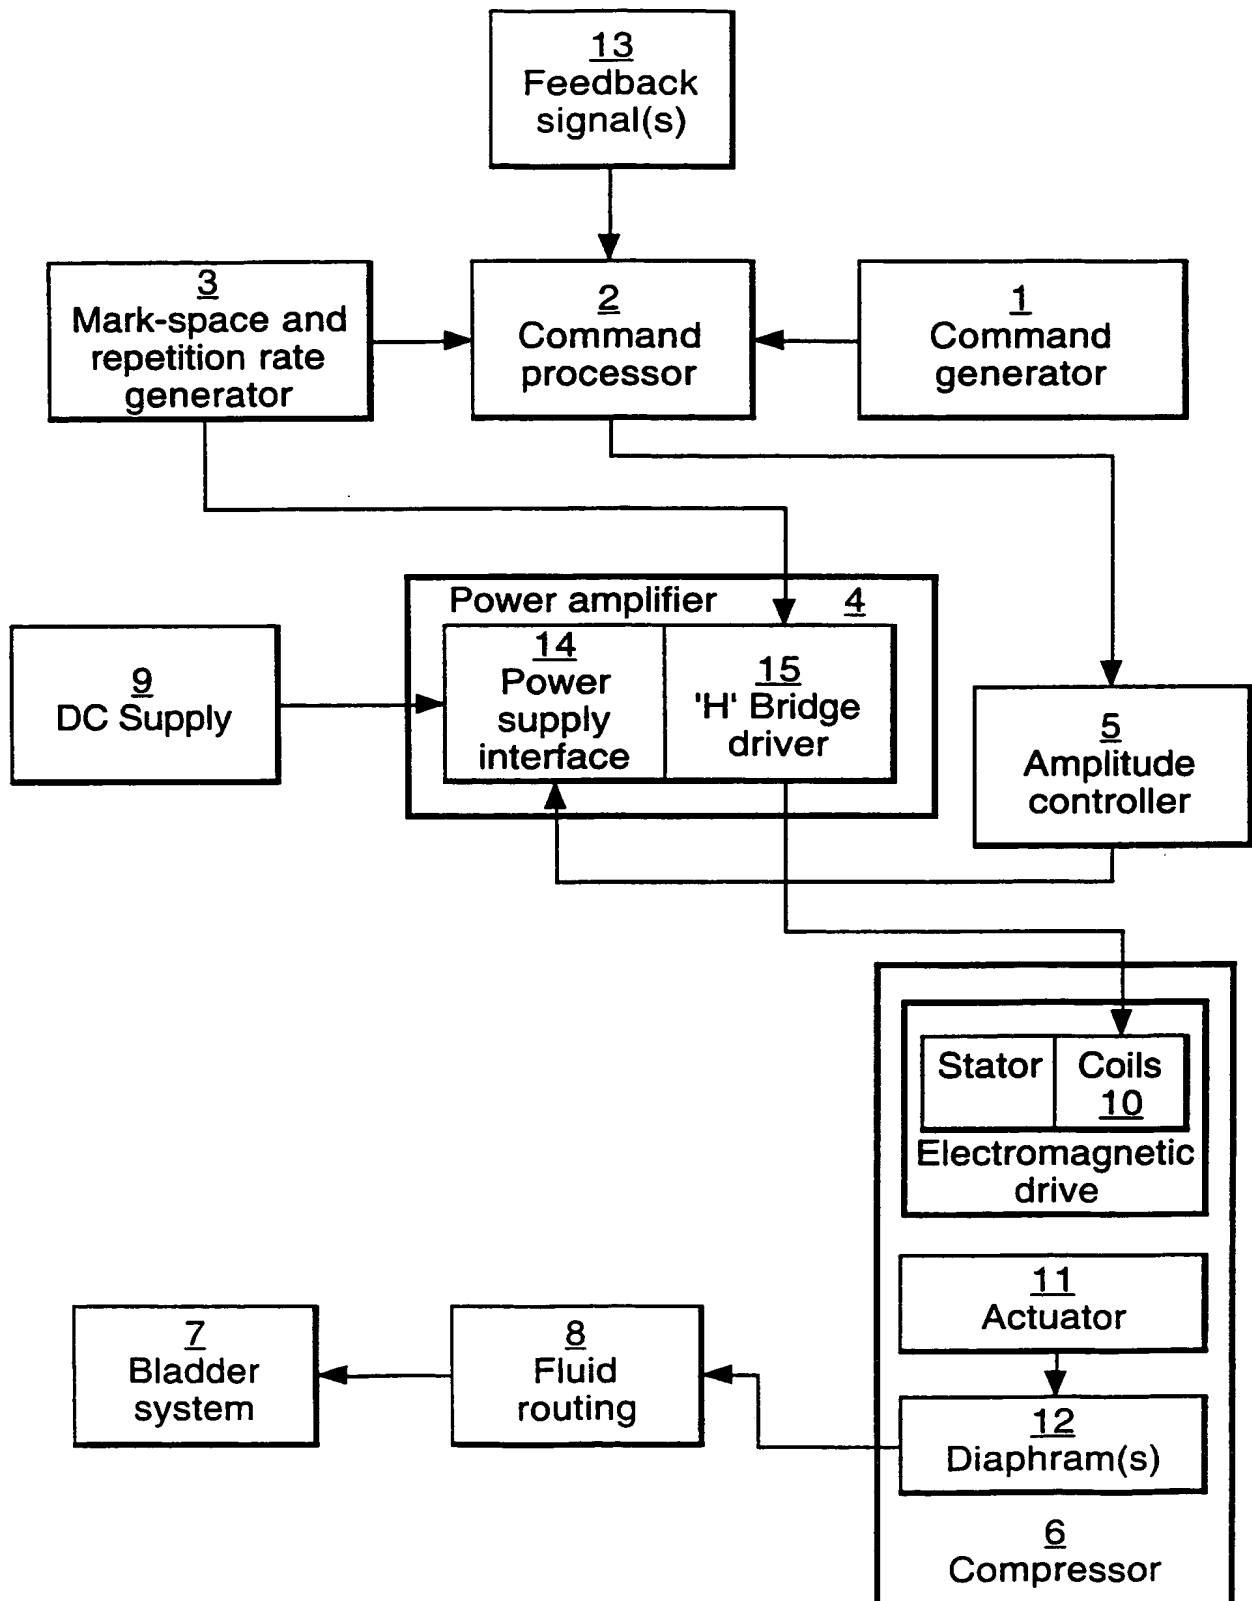 13
Feedback
signal(s)
3
Mark-space and
repetition rate
generator
2
Command
processor
1
Command
generator
Power amplifier 4
9
DC Supply
14
Power
supply
interface
15
'H' Bridge
driver
5
Amplitude
controller
Stator
Coils
10
Electromagnetic
drive
11
Actuator
7
Bladder
system
8
Fluid
routing
12
Diaphram(s)
6
Compressor